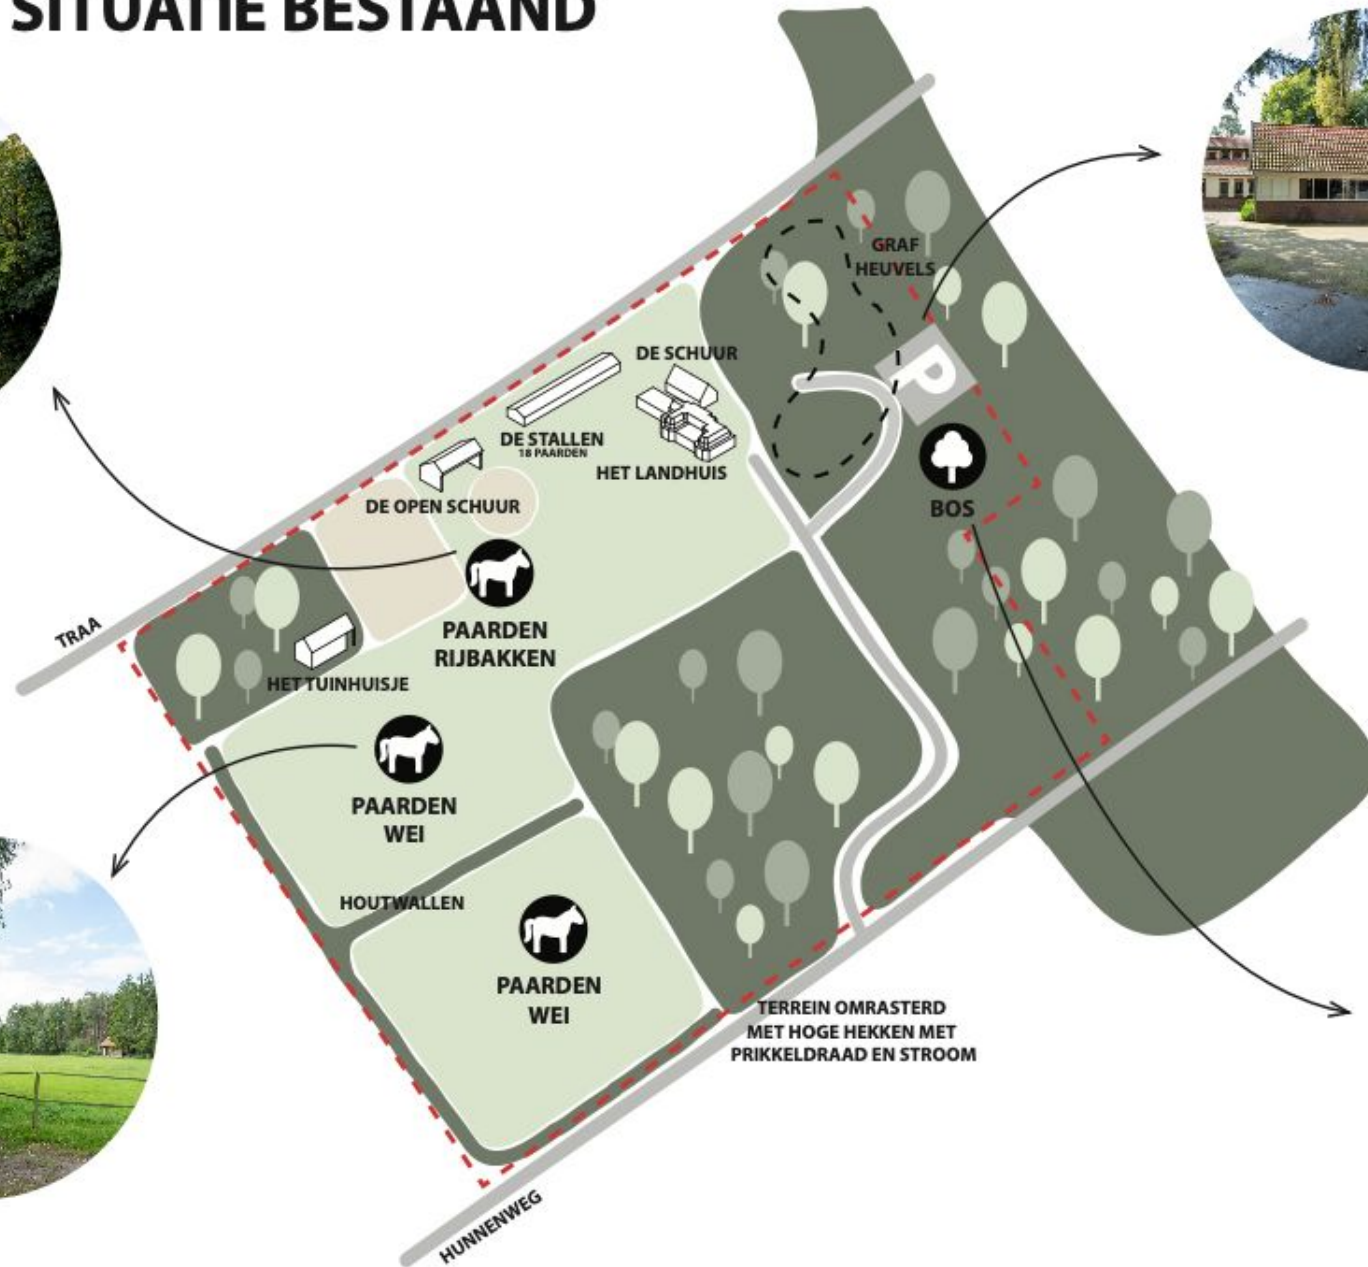 SITUATIE BESTAAND
GRAF
HEUVELS
DE SCHUUR
P
DE STALLEN
18 PAARDEN
HET LANDHUIS
DE OPEN SCHUUR
BOS
TRAA
PAARDEN
RIJBAKKEN
HET TUINHUISJE
PAARDEN
WEI
HOUTWALLEN
PAARDEN
WEI
TERREIN OMRASTERD
MET HOGE HEKKEN MET
PRIKKELDRAAD EN STROOM
HUNNENWEG